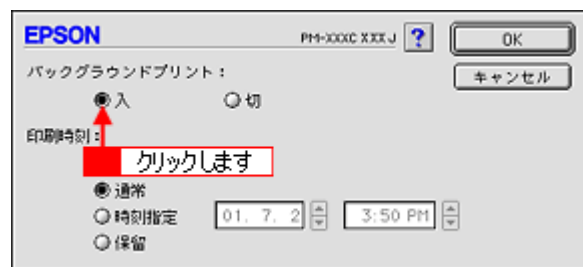 EPSON PM-XXXC XXXJ ? OK
バックグラウンドプリント： キャンセル
入 切
印刷時刻：
クリックします
通常
時刻指定 01. 7. 2 3:50 PM
保留